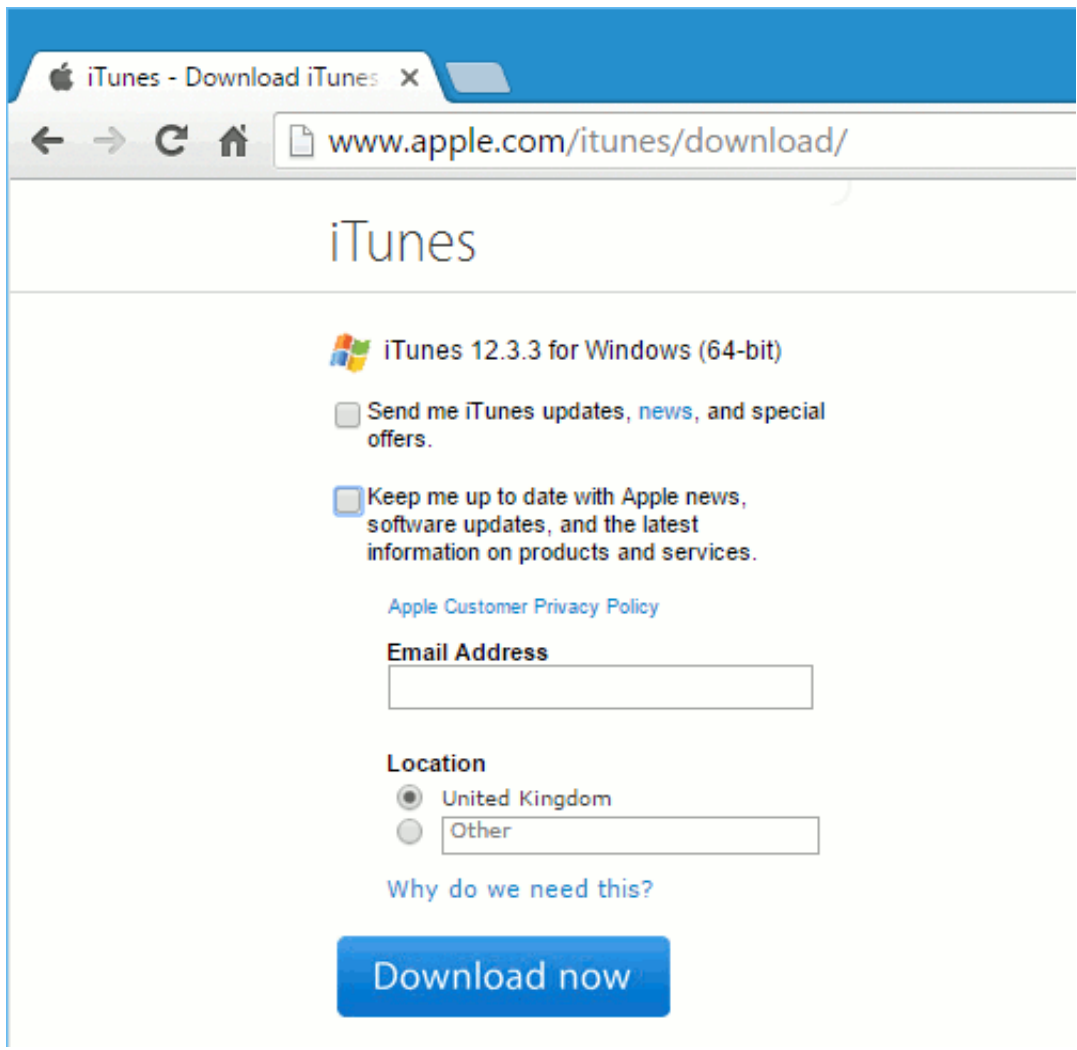 iTunes - Download iTunes
www.apple.com/itunes/download/
iTunes
iTunes 12.3.3 for Windows (64-bit)
Send me iTunes updates, news, and special
offers.
Keep me up to date with Apple news,
software updates, and the latest
information on products and services.
Apple Customer Privacy Policy
Email Address
Location
United Kingdom
Other
Why do we need this?
Download now